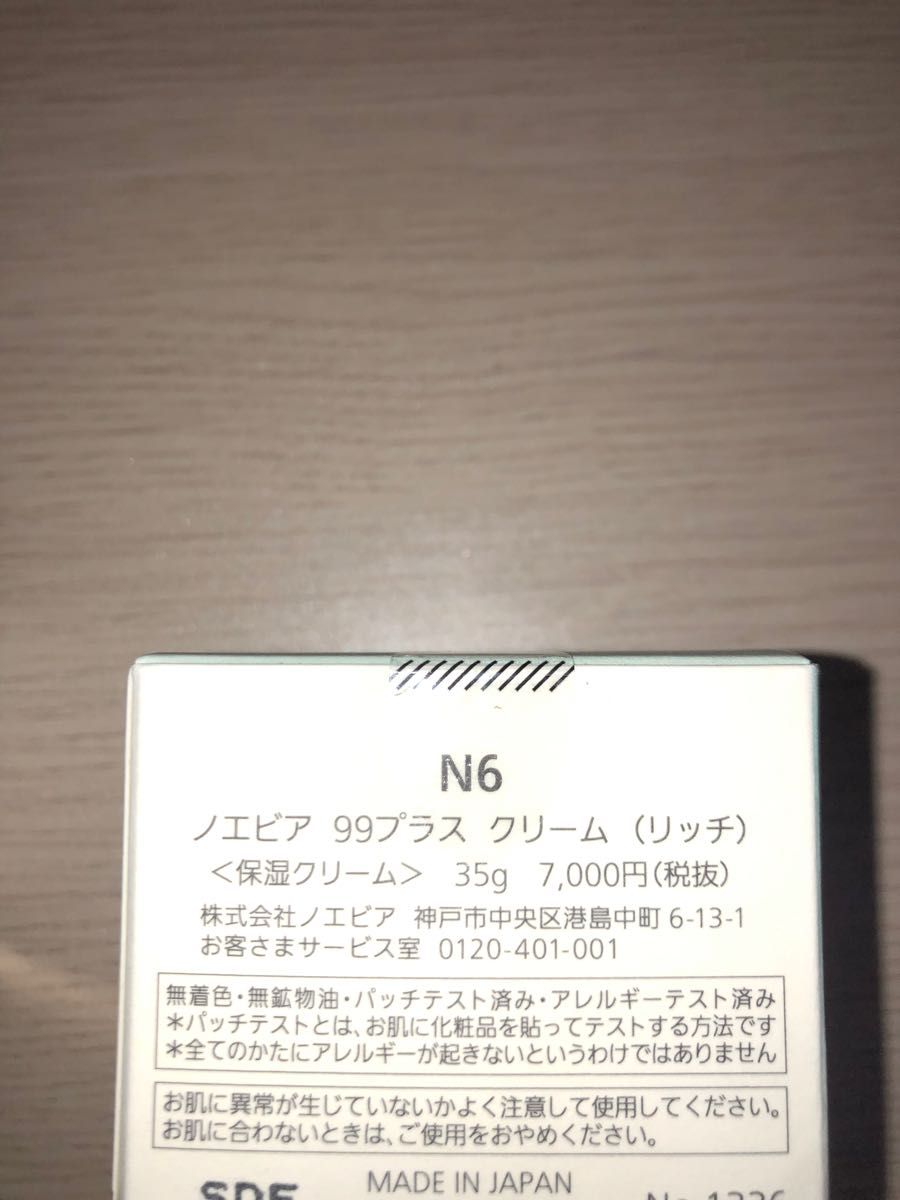 N6
ノエビア 99プラス クリーム（リッチ）
＜保湿クリーム＞ 35g 7,000円(税抜)
株式会社ノエビア 神戸市中央区港島中町 6-13-1
お客さまサービス室 0120-401-001
無着色・無鉱物油・パッチテスト済み・アレルギーテスト済み
＊パッチテストとは、お肌に化粧品を貼ってテストする方法です
＊全てのかたにアレルギーが起きないというわけではありません
お肌に異常が生じていないかよく注意して使用してください。
お肌に合わないときは、ご使用をおやめください。
MADE IN JAPAN